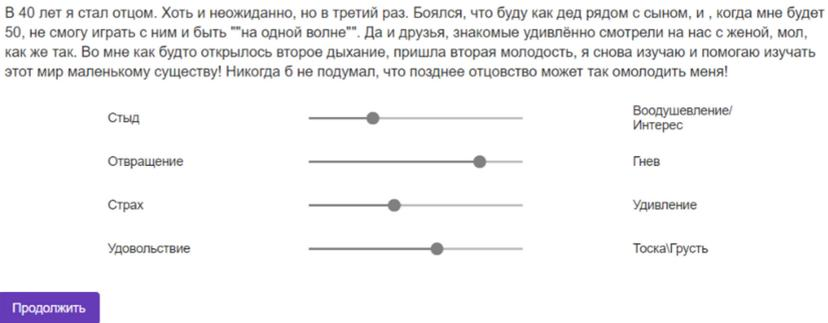 В 40 лет я стал отцом. Хоть и неожиданно, но в третий раз. Боялся, что буду как дед рядом с сыном, и , когда мне будет
50, не смогу играть с ним и быть ""на одной волне"". Да и друзья, знакомые удивлённо смотрели на нас с женой, мол,
как же так. Во мне как будто открылось второе дыхание, пришла вторая молодость, я снова изучаю и помогаю изучать
этот мир маленькому существу! Никогда б не подумал, что позднее отцовство может так омолодить меня!
Стыд
Воодушевление/
Интерес
Отвращение
Гнев
Страх
Удивление
Удовольствие
Тоска\Грусть
Продолжить